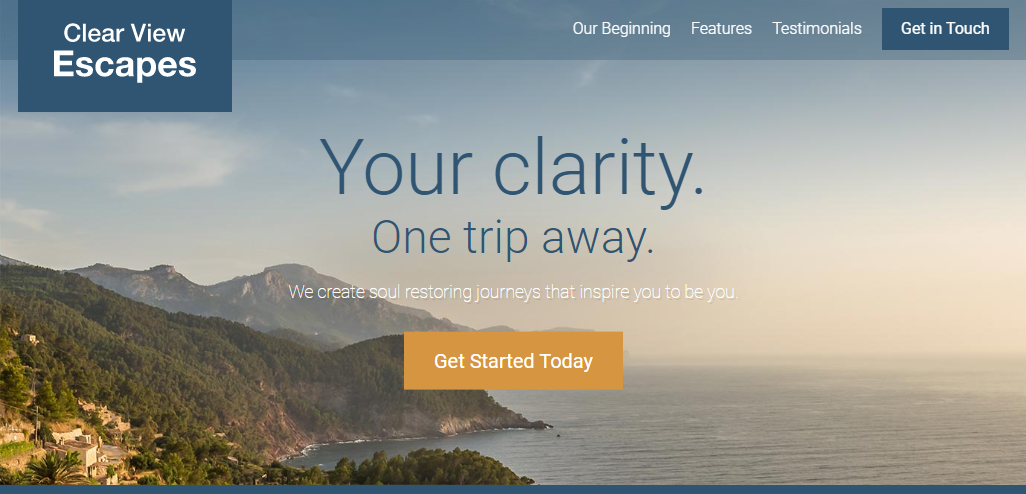 Clear View
Escapes
Our Beginning
Features
Testimonials
Get in Touch
Your clarity.
One trip away.
We create soul restoring journeys that inspire you to be you.
Get Started Today